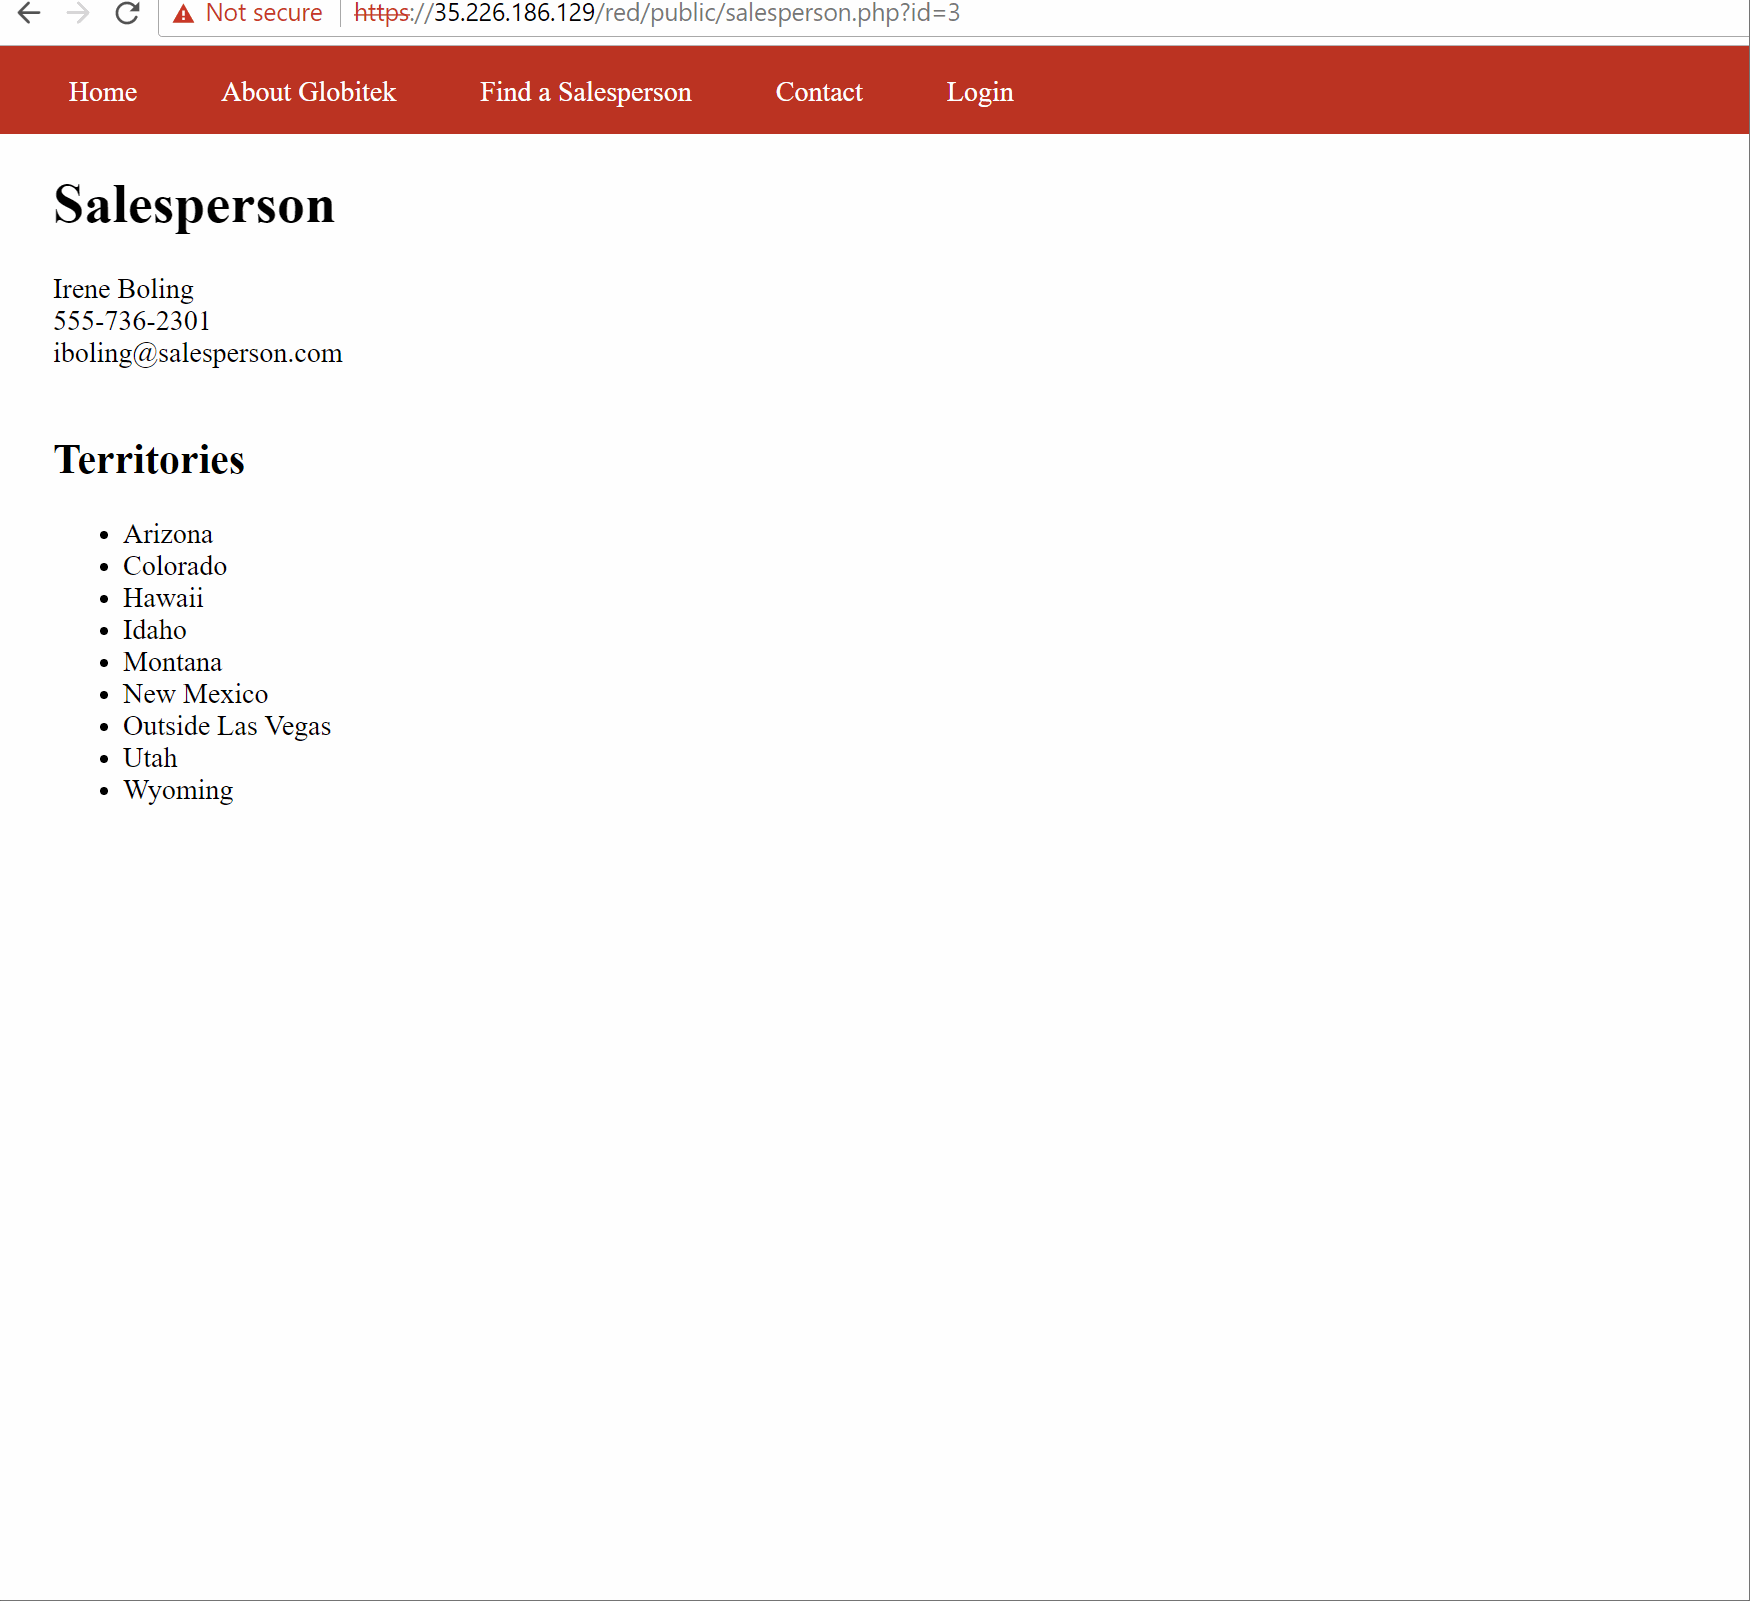 Not secure https://35.226.186.129/red/public/salesperson.php?id=3
Home About Globitek Find a Salesperson Contact Login
Salesperson
Irene Boling
555-736-2301
iboling@salesperson.com
Territories
Arizona
Colorado
Hawaii
Idaho
Montana
New Mexico
Outside Las Vegas
Utah
Wyoming